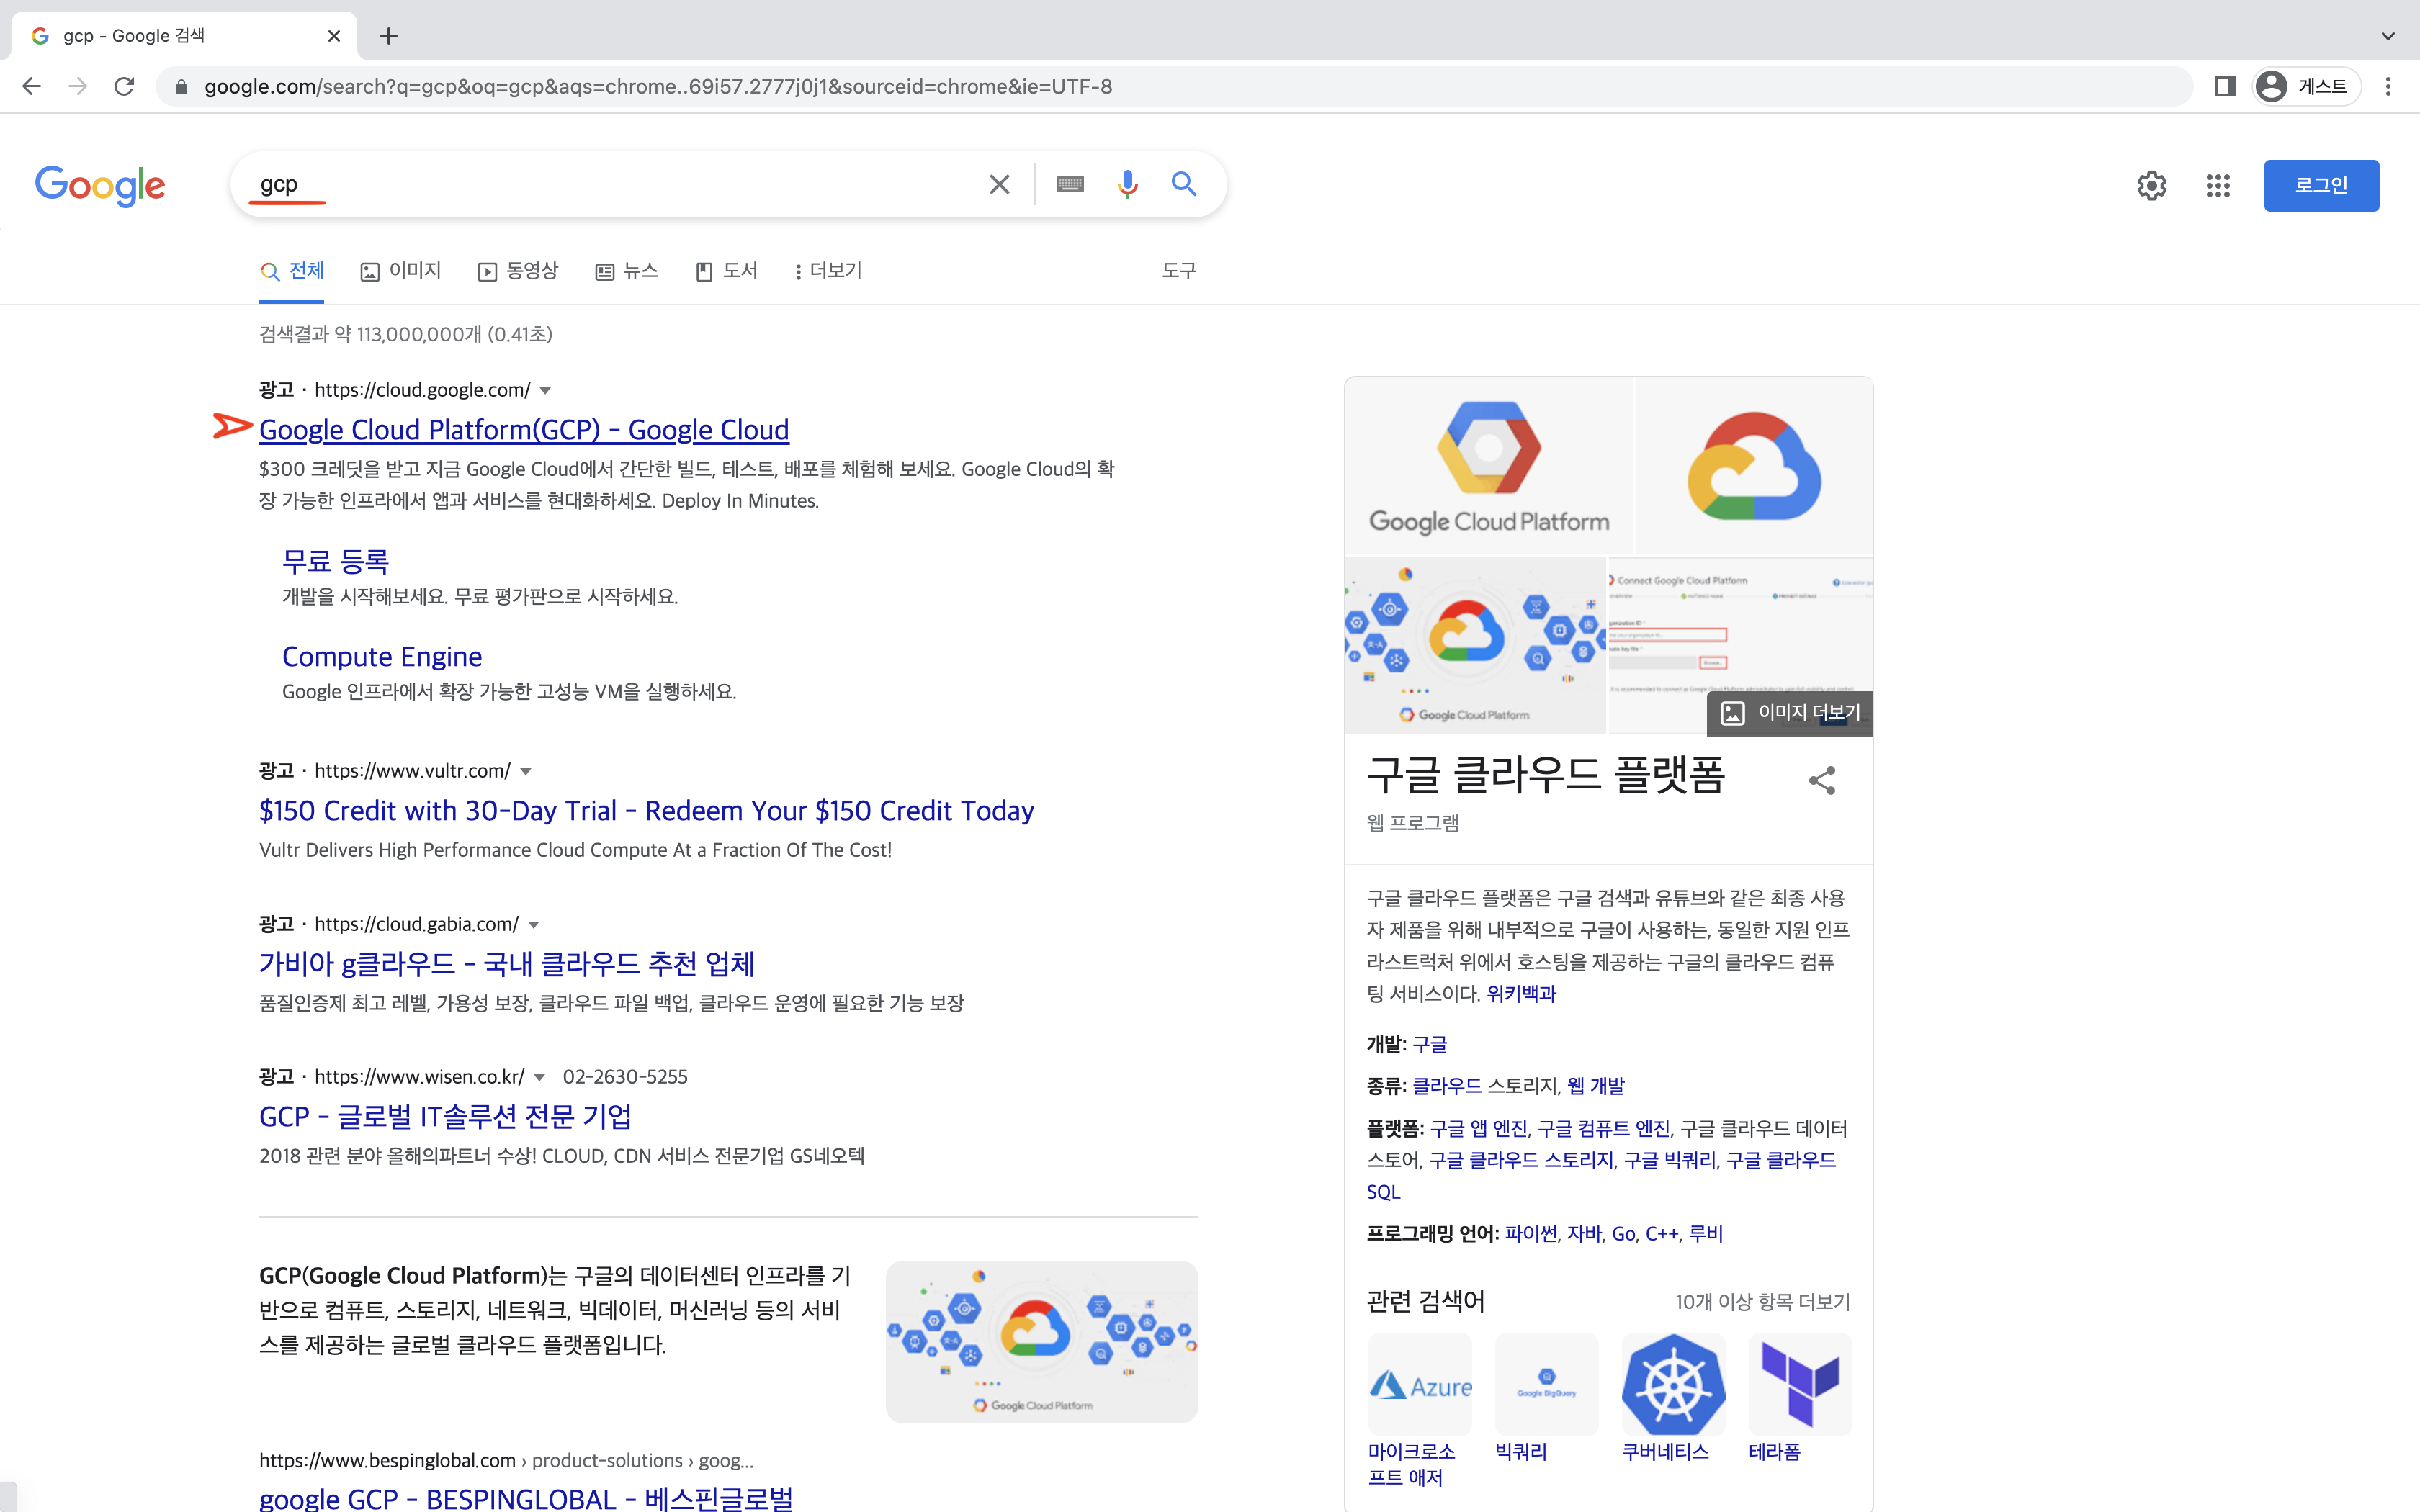 gcp - Google 검색
google.com/search?q=gcp&oq=gcp&aqs=chrome..69i57.2777j0j1&sourceid=chrome&ie=UTF-8
게스트
Google
gcp
로그인
전체
이미지
동영상
뉴스
도서
더보기
도구
검색결과 약 113,000,000개 (0.41초)
광고 · https://cloud.google.com/
Google Cloud Platform(GCP) - Google Cloud
$300 크레딧을 받고 지금 Google Cloud에서 간단한 빌드, 테스트, 배포를 체험해 보세요. Google Cloud의 확
장 가능한 인프라에서 앱과 서비스를 현대화하세요. Deploy In Minutes.
무료 등록
개발을 시작해보세요. 무료 평가판으로 시작하세요.
Compute Engine
Google 인프라에서 확장 가능한 고성능 VM을 실행하세요.
광고 · https://www.vultr.com/
$150 Credit with 30-Day Trial - Redeem Your $150 Credit Today
Vultr Delivers High Performance Cloud Compute At a Fraction Of The Cost!
광고 · https://cloud.gabia.com/
가비아 g클라우드 - 국내 클라우드 추천 업체
품질인증제 최고 레벨, 가용성 보장, 클라우드 파일 백업, 클라우드 운영에 필요한 기능 보장
광고 · https://www.wisen.co.kr/ 02-2630-5255
GCP - 글로벌 IT솔루션 전문 기업
2018 관련 분야 올해의파트너 수상! CLOUD, CDN 서비스 전문기업 GS네오텍
GCP(Google Cloud Platform)는 구글의 데이터센터 인프라를 기
반으로 컴퓨트, 스토리지, 네트워크, 빅데이터, 머신러닝 등의 서비
스를 제공하는 글로벌 클라우드 플랫폼입니다.
Google Cloud Platform
https://www.bespinglobal.com › product-solutions › goog...
google GCP - BESPINGLOBAL - 베스핀글로벌
Google Cloud Platform
Google Cloud Platform
Connect Google Cloud Platform
이미지 더보기
구글 클라우드 플랫폼
웹 프로그램
구글 클라우드 플랫폼은 구글 검색과 유튜브와 같은 최종 사용
자 제품을 위해 내부적으로 구글이 사용하는, 동일한 지원 인프
라스트럭처 위에서 호스팅을 제공하는 구글의 클라우드 컴퓨
팅 서비스이다. 위키백과
개발: 구글
종류: 클라우드 스토리지, 웹 개발
플랫폼: 구글 앱 엔진, 구글 컴퓨트 엔진, 구글 클라우드 데이터
스토어, 구글 클라우드 스토리지, 구글 빅쿼리, 구글 클라우드
SQL
프로그래밍 언어: 파이썬, 자바, Go, C++, 루비
관련 검색어
10개 이상 항목 더보기
Azure
Google BigQuery
마이크로소
프트 애저
빅쿼리
쿠버네티스
테라폼